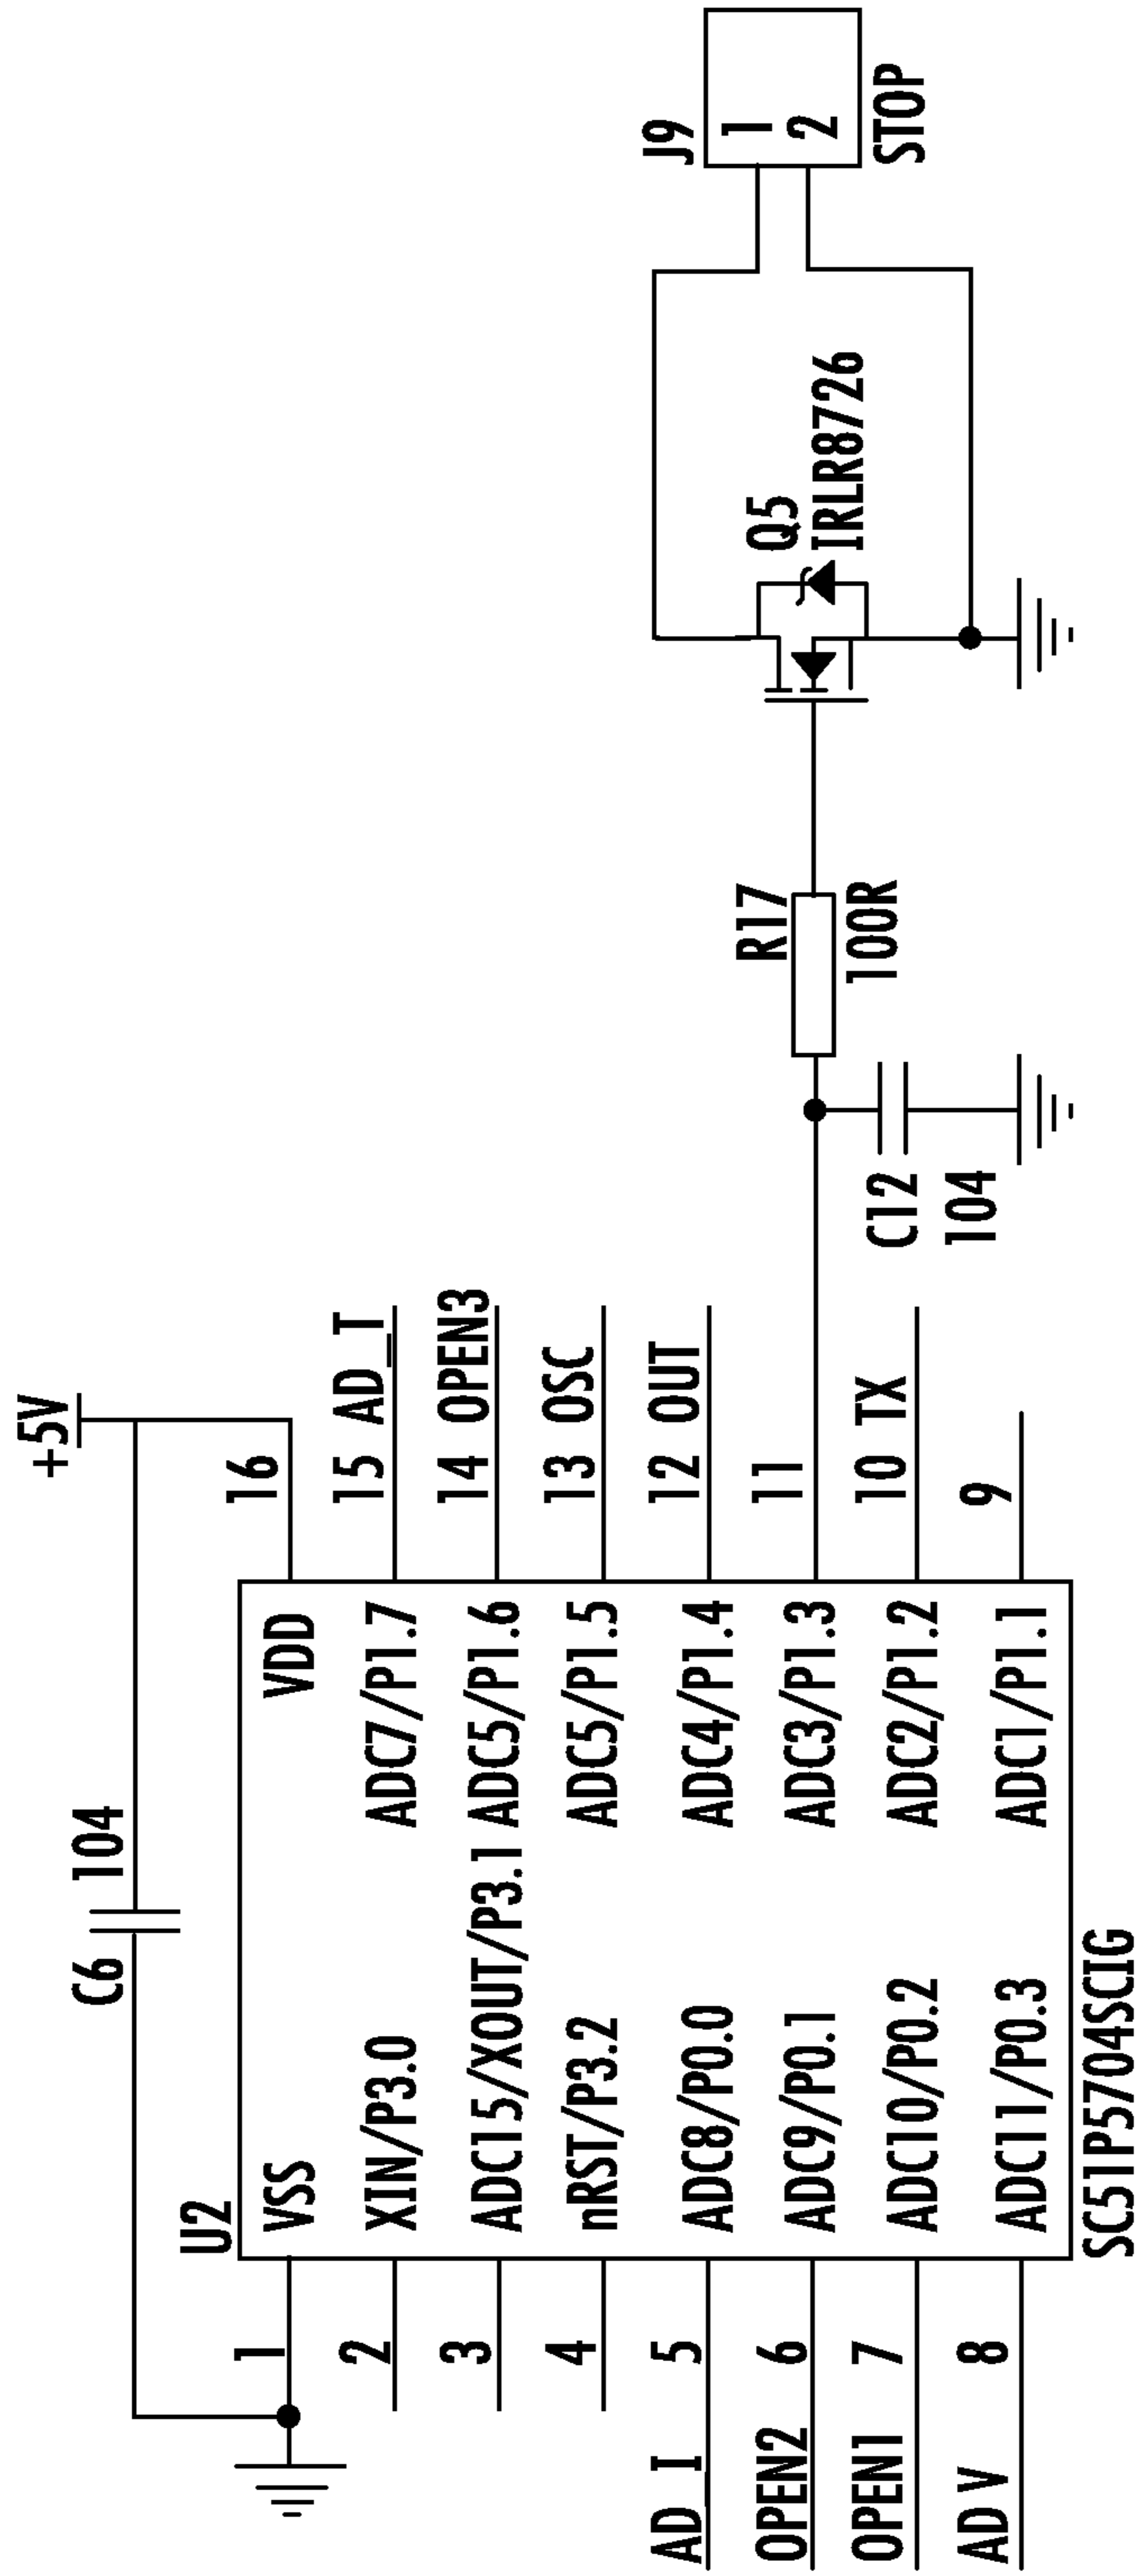 +5V
C6 104
U2
1 VSS VDD 16
2 XIN/P3.0 ADC7/P1.7 15 AD_T
3 ADC15/XOUT/P3.1 ADC5/P1.6 14 OPEN3
4 nRST/P3.2 ADC5/P1.5 13 OSC
AD_I 5 ADC8/P0.0 ADC4/P1.4 12 OUT
OPEN2 6 ADC9/P0.1 ADC3/P1.3 11
OPEN1 7 ADC10/P0.2 ADC2/P1.2 10 TX
AD V 8 ADC11/P0.3 ADC1/P1.1 9
SC51P5704SCIG
C12
104
R17
100R
Q5
IRLR8726
J9
1
2
STOP